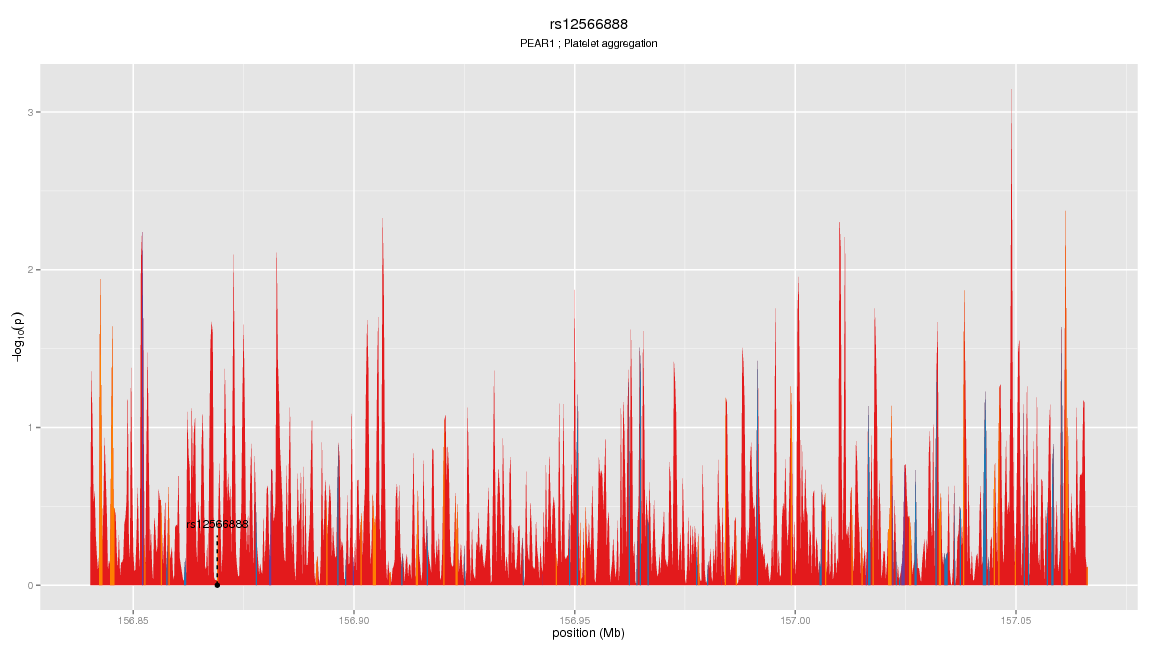 rs12566888
PEAR1 ; Platelet aggregation
3
2
1
0
−log10(p)
rs12566888
156.85 156.90 156.95 157.00 157.05
position (Mb)